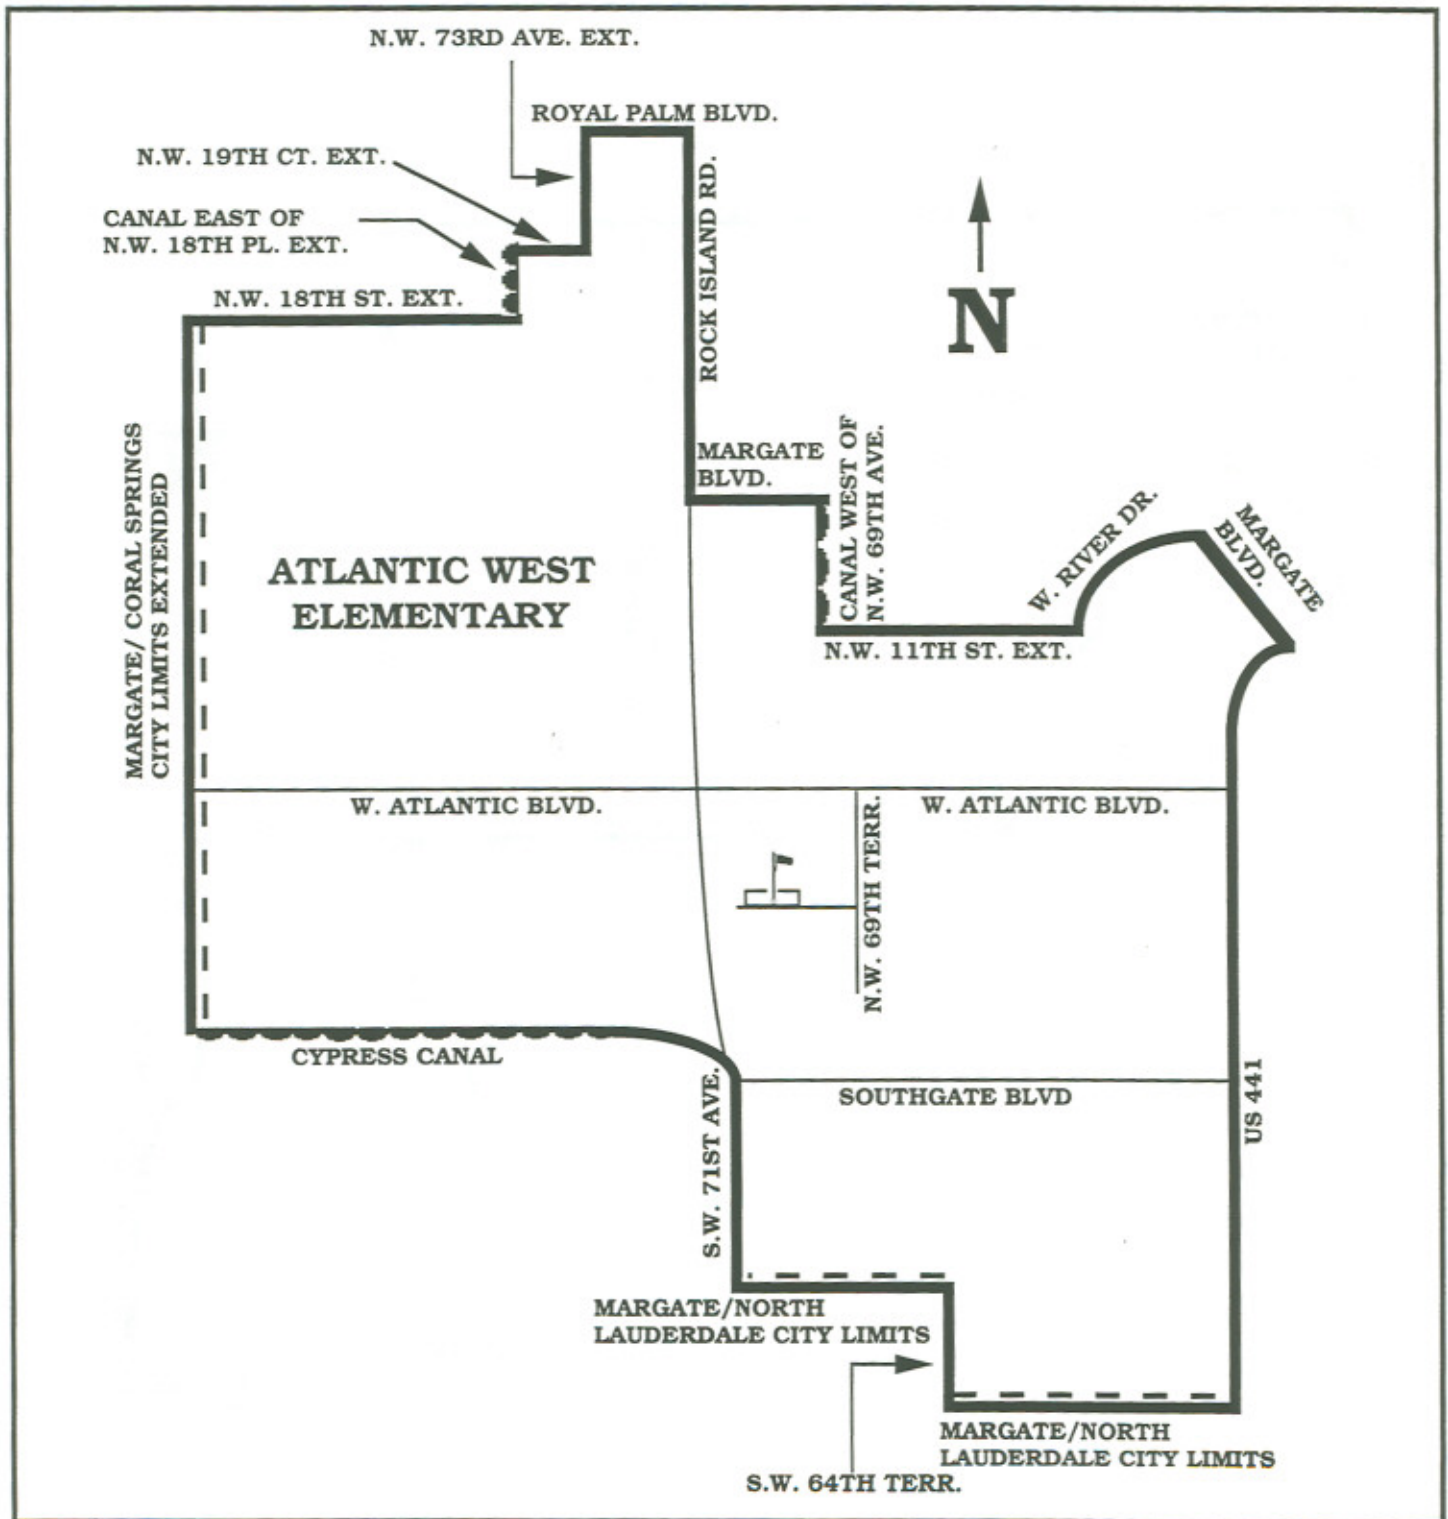 N.W. 73RD AVE. EXT.
ROYAL PALM BLVD.
N.W. 19TH CT. EXT.
CANAL EAST OF
N.W. 18TH PL. EXT.
N.W. 18TH ST. EXT.
ROCK ISLAND RD.
N
MARGATE/ CORAL SPRINGS
CITY LIMITS EXTENDED
MARGATE
BLVD.
CANAL WEST OF
N.W. 69TH AVE.
W. RIVER DR.
MARGATE
BLVD.
ATLANTIC WEST
ELEMENTARY
N.W. 11TH ST. EXT.
W. ATLANTIC BLVD.
W. ATLANTIC BLVD.
N.W. 69TH TERR.
CYPRESS CANAL
SOUTHGATE BLVD
US 441
S.W. 71ST AVE.
MARGATE/NORTH
LAUDERDALE CITY LIMITS
MARGATE/NORTH
LAUDERDALE CITY LIMITS
S.W. 64TH TERR.